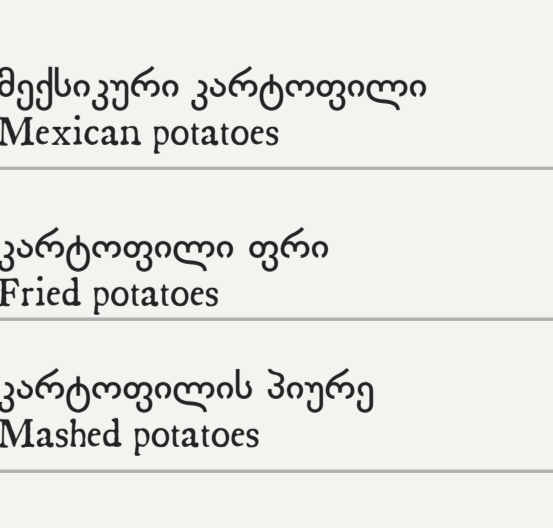 მექსიკური კარტოფილი
Mexican potatoes
კარტოფილი ფრი
Fried potatoes
კარტოფილის პიურე
Mashed potatoes